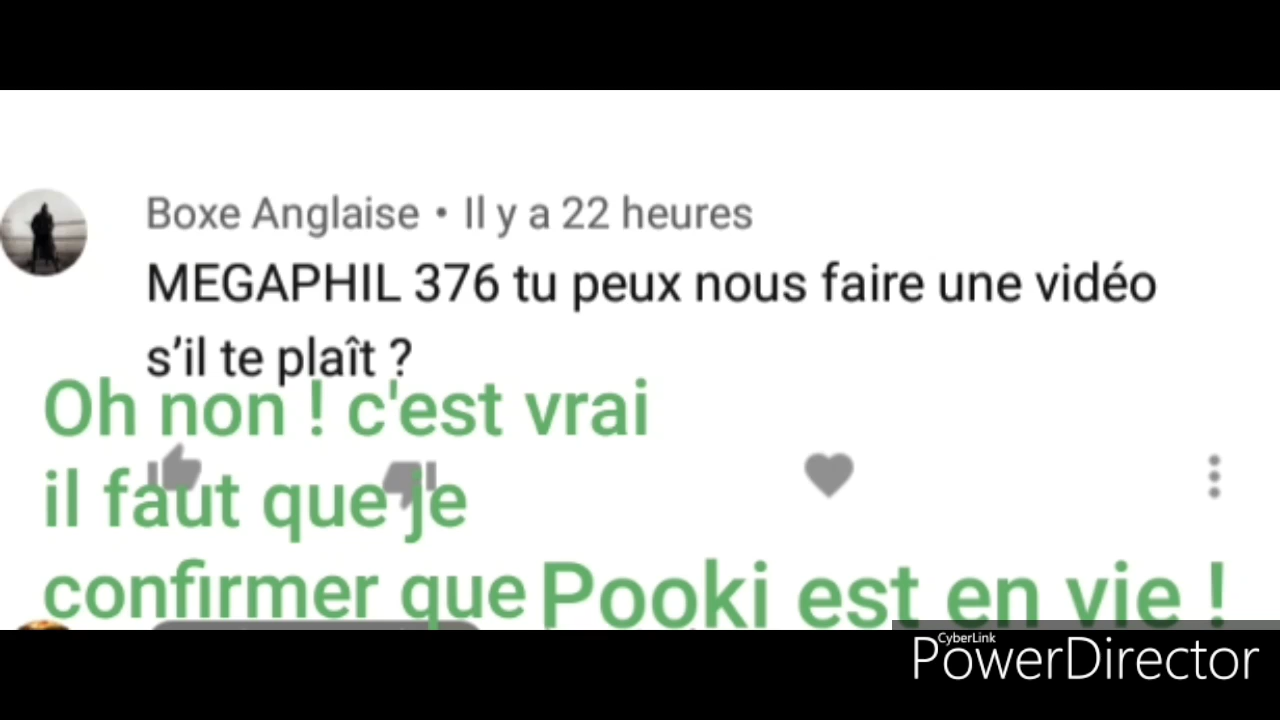 Boxe Anglaise • Il y a 22 heures
MEGAPHIL 376 tu peux nous faire une vidéo
s’il te plaît ?
Oh non ! c'est vrai
il faut que je
confirmer que Pooki est en vie !
CyberLink
PowerDirector